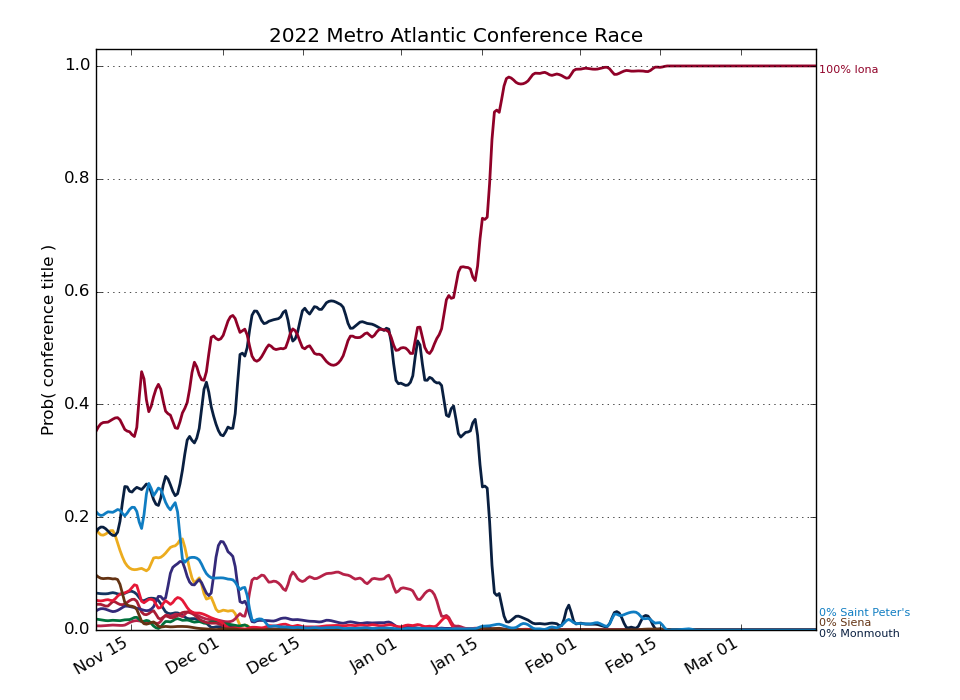 2022 Metro Atlantic Conference Race
1.0
0.8
0.6
0.4
0.2
0.0
Prob( conference title )
100% Iona
0% Saint Peter's
0% Siena
0% Monmouth
Nov 15
Dec 01
Dec 15
Jan 01
Jan 15
Feb 01
Feb 15
Mar 01